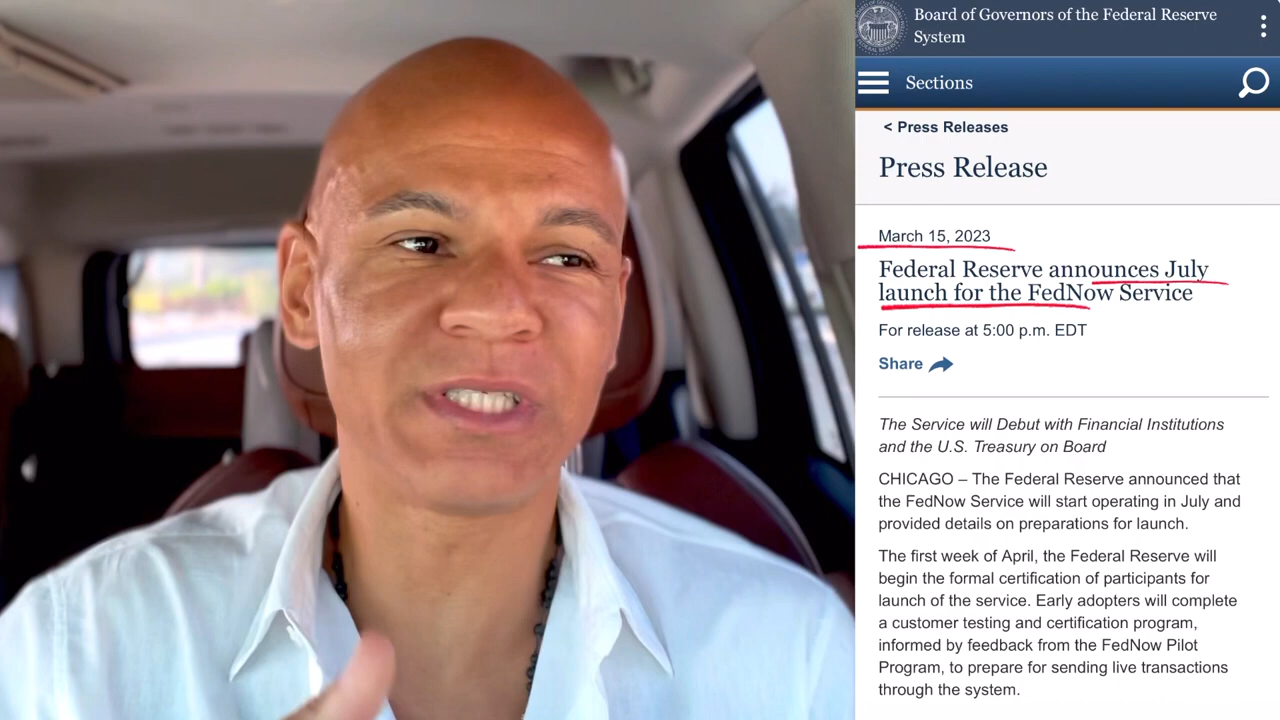 Board of Governors of the Federal Reserve
System
Sections
< Press Releases
Press Release
March 15, 2023
Federal Reserve announces July
launch for the FedNow Service
For release at 5:00 p.m. EDT
Share
The Service will Debut with Financial Institutions
and the U.S. Treasury on Board
CHICAGO – The Federal Reserve announced that
the FedNow Service will start operating in July and
provided details on preparations for launch.
The first week of April, the Federal Reserve will
begin the formal certification of participants for
launch of the service. Early adopters will complete
a customer testing and certification program,
informed by feedback from the FedNow Pilot
Program, to prepare for sending live transactions
through the system.